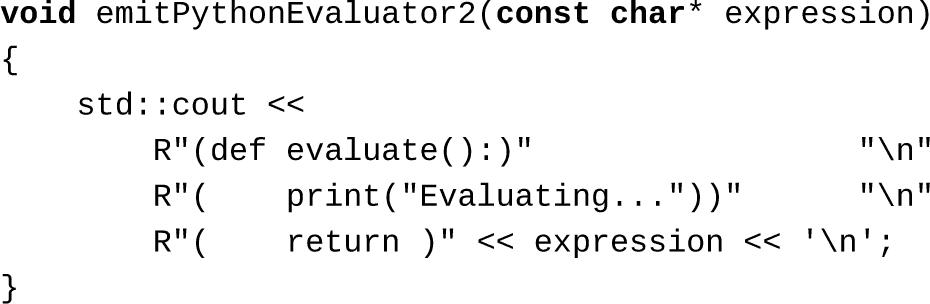 void emitPythonEvaluator2(const char* expression)
{
    std::cout <<
        R"(def evaluate():)"                 "\n"
        R"(    print("Evaluating..."))"      "\n"
        R"(    return )" << expression << '\n';
}